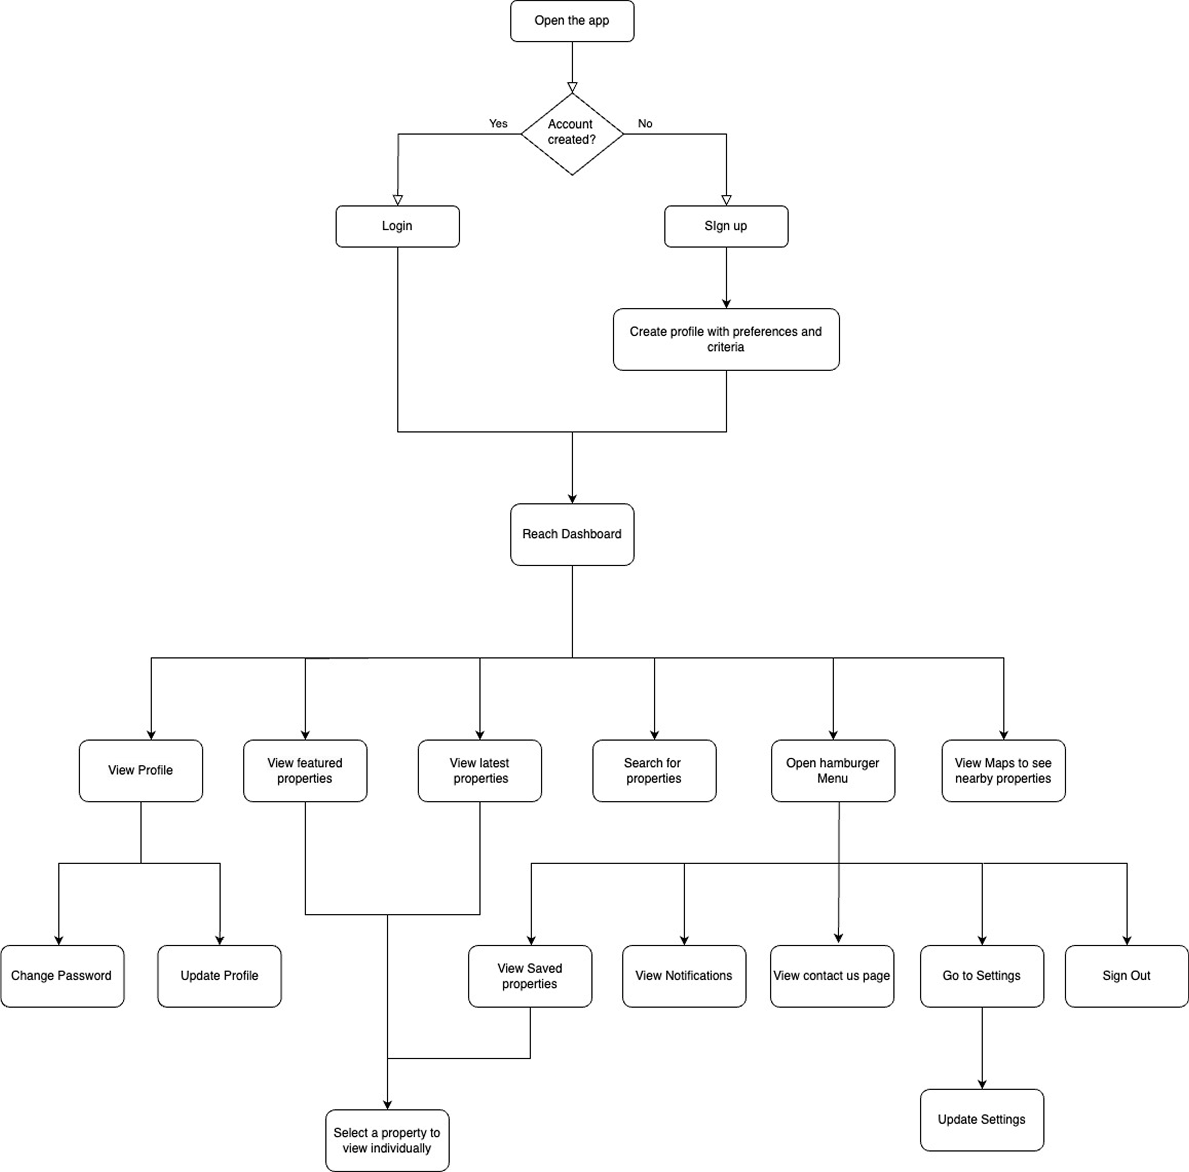 Open the app
Account
created?
Yes
No
Login
SIgn up
Create profile with preferences and
criteria
Reach Dashboard
View Profile
View featured
properties
View latest
properties
Search for
properties
Open hamburger
Menu
View Maps to see
nearby properties
Change Password
Update Profile
View Saved
properties
View Notifications
View contact us page
Go to Settings
Sign Out
Update Settings
Select a property to
view individually